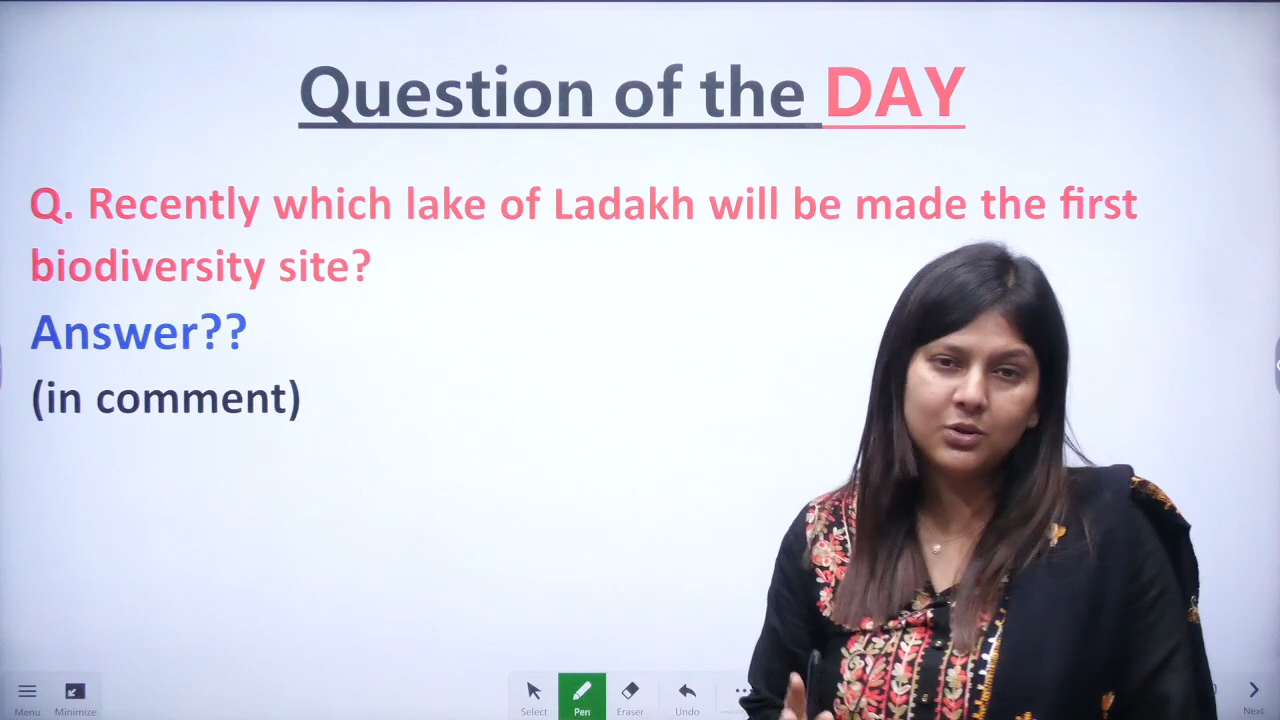 Question of the DAY
Q. Recently which lake of Ladakh will be made the first
biodiversity site?
Answer??
(in comment)
Menu
Minimize
Select
Pen
Eraser
Undo
Next